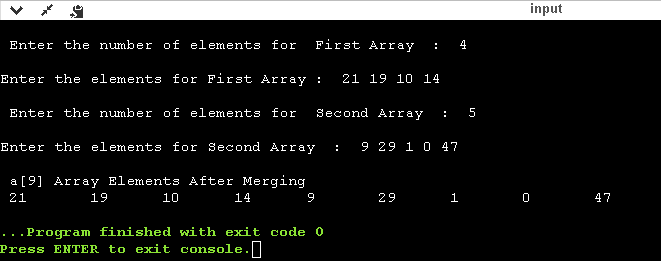 input
Enter the number of elements for  First Array  :  4
Enter the elements for First Array :  21 19 10 14
Enter the number of elements for  Second Array  :  5
Enter the elements for Second Array  :  9 29 1 0 47
a[9] Array Elements After Merging
21 19 10 14 9 29 1 0 47
...Program finished with exit code 0
Press ENTER to exit console.